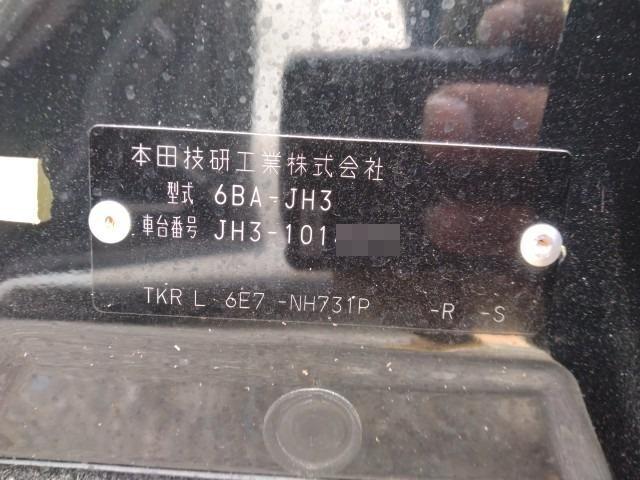 本田技研工業株式会社
型式 6BA-JH3
車台番号 JH3-101
TKR L 6E7 -NH731P -R -S